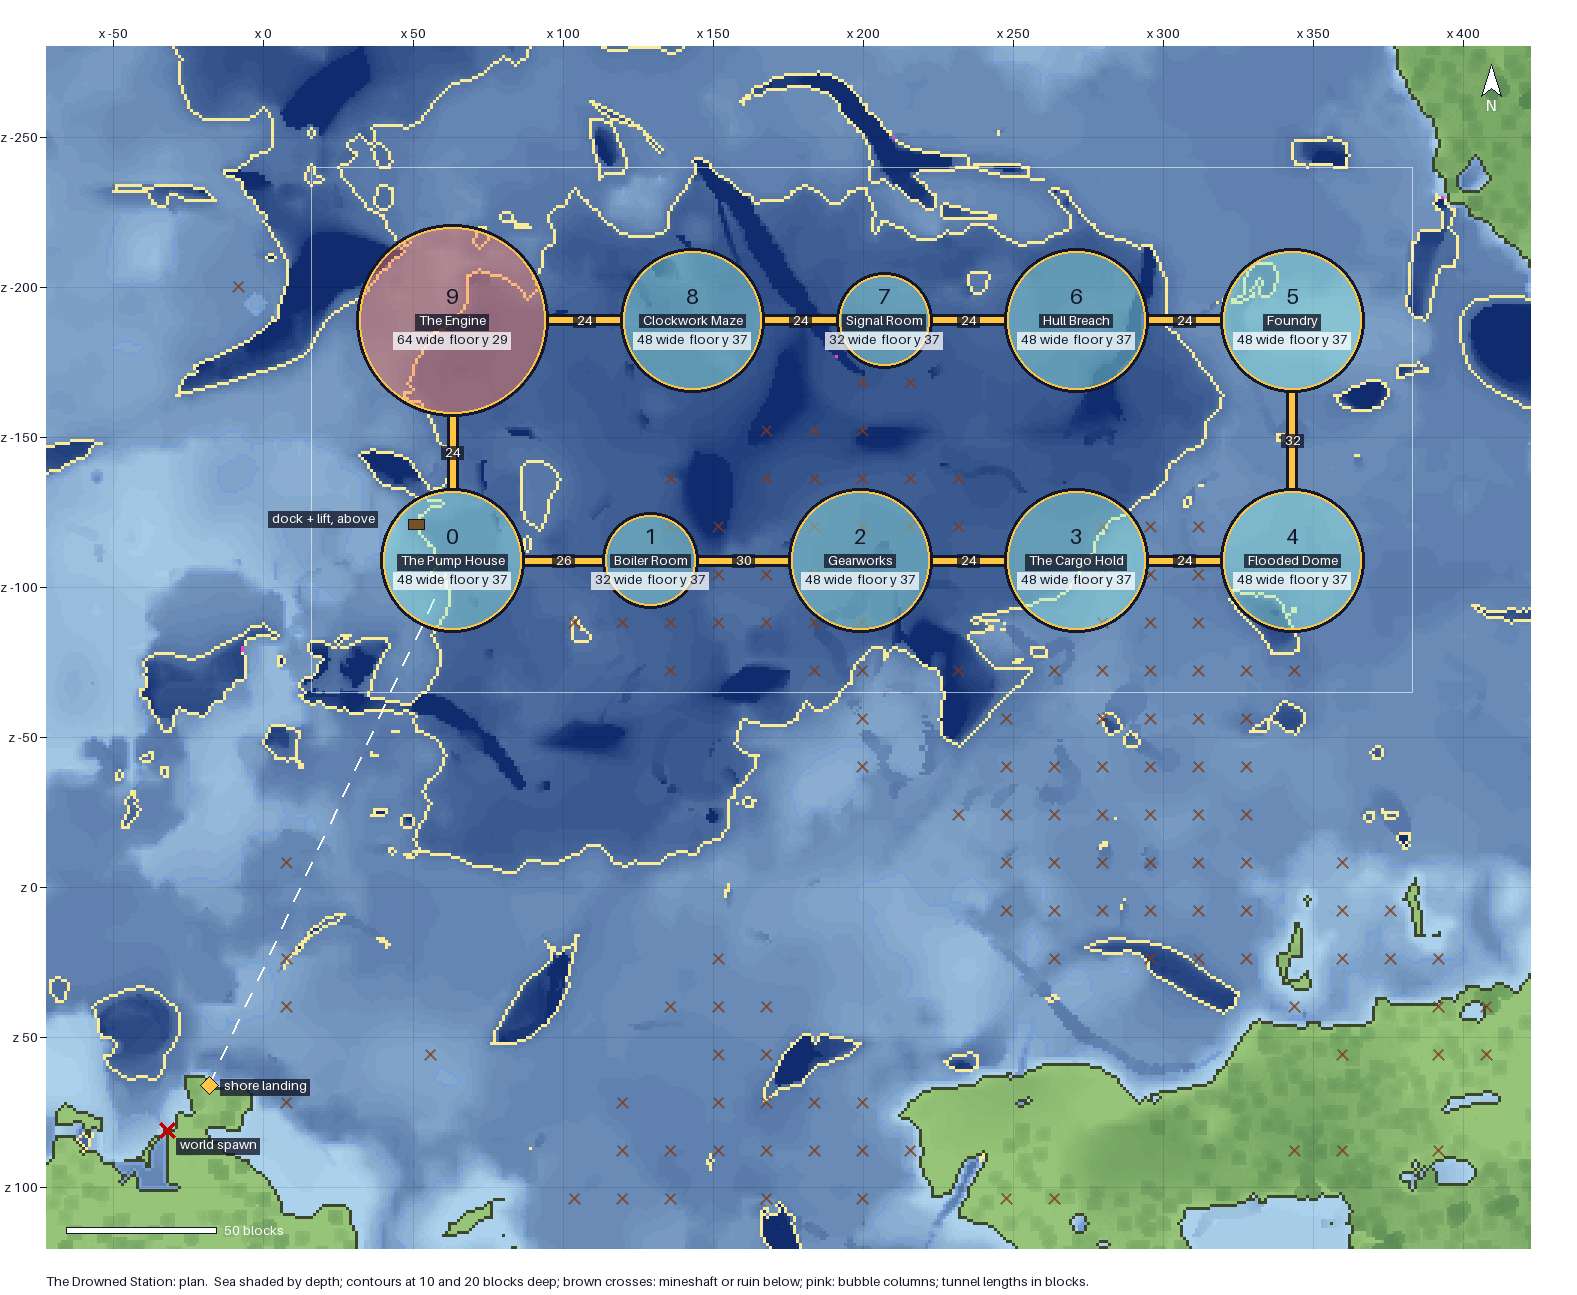 x -50
x 0
x 50
x 100
x 150
x 200
x 250
x 300
x 350
x 400
N
z -250
z -200
z -150
z -100
z -50
z 0
z 50
z 100
9
The Engine
64 wide floor y 29
24
8
Clockwork Maze
48 wide floor y 37
24
7
Signal Room
32 wide floor y 37
24
6
Hull Breach
48 wide floor y 37
24
5
Foundry
48 wide floor y 37
24
32
dock + lift, above
0
The Pump House
48 wide floor y 37
26
1
Boiler Room
32 wide floor y 37
30
2
Gearworks
48 wide floor y 37
24
3
The Cargo Hold
48 wide floor y 37
24
4
Flooded Dome
48 wide floor y 37
shore landing
world spawn
50 blocks
The Drowned Station: plan. Sea shaded by depth; contours at 10 and 20 blocks deep; brown crosses: mineshaft or ruin below; pink: bubble columns; tunnel lengths in blocks.